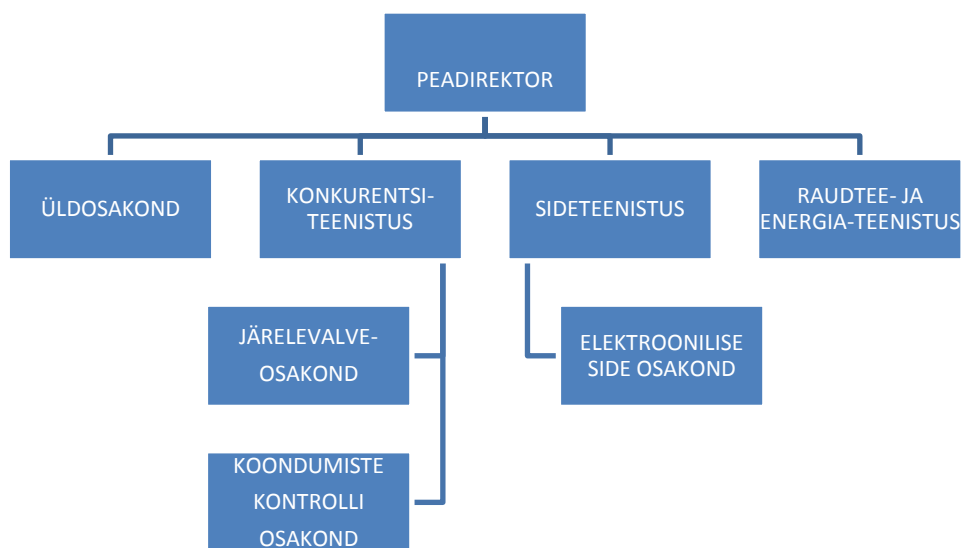 PEADIREKTOR
ÜLDOSAKOND
KONKURENTSI-
TEENISTUS
SIDETEENISTUS
RAUDTEE- JA
ENERGIA-TEENISTUS
JÄRELEVALVE-
OSAKOND
ELEKTROONILISE
SIDE OSAKOND
KOONDUMISTE
KONTROLLI
OSAKOND